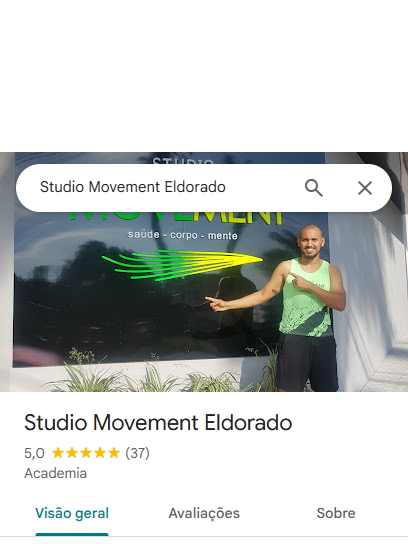 STUDIO
Studio Movement Eldorado
MOVEMENT
saúde - corpo - mente
Studio Movement Eldorado
5,0 ★★★★★ (37)
Academia
Visão geral Avaliações Sobre